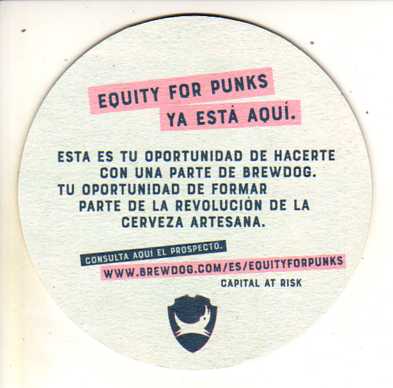 EQUITY FOR PUNKS
YA ESTÁ AQUÍ.
ESTA ES TU OPORTUNIDAD DE HACERTE
CON UNA PARTE DE BREWDOG.
TU OPORTUNIDAD DE FORMAR
PARTE DE LA REVOLUCIÓN DE LA
CERVEZA ARTESANA.
CONSULTA AQUI EL PROSPECTO.
WWW.BREWDOG.COM/ES/EQUITYFORPUNKS
CAPITAL AT RISK